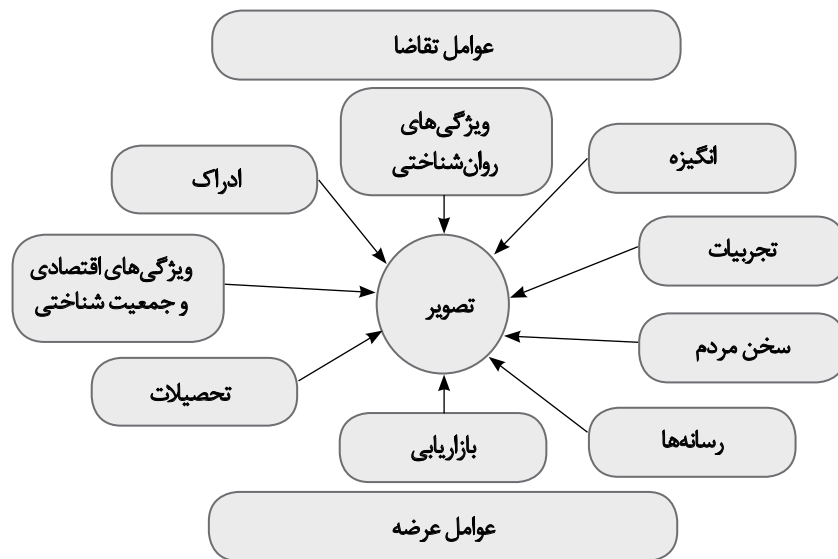 عوامل تقاضا
ویژگی‌های
روان‌شناختی
انگیزه
ادراک
تجربیات
ویژگی‌های اقتصادی
و جمعیت شناختی
تصویر
سخن مردم
تحصیلات
رسانه‌ها
بازاریابی
عوامل عرضه